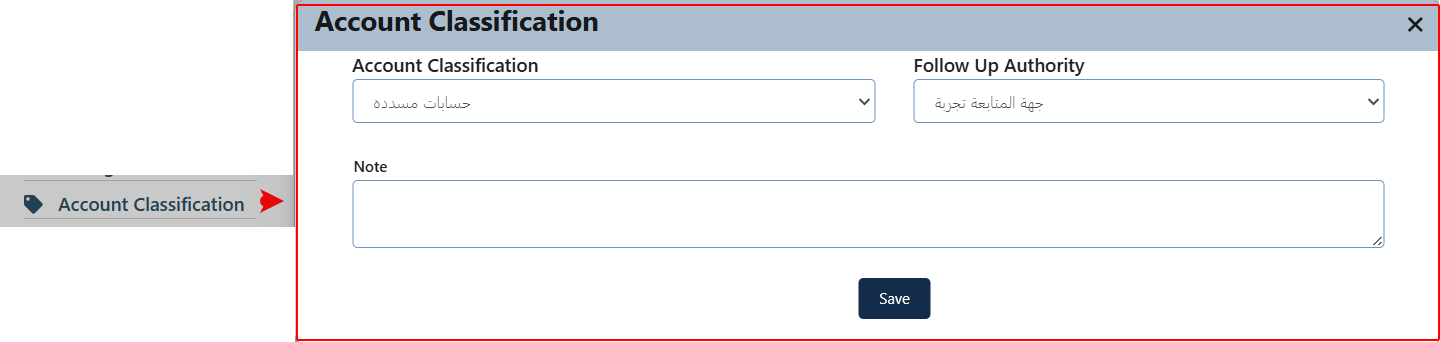 Account Classification
Account Classification
Follow Up Authority
حسابات مسددة
جهة المتابعة تجربة
Note
Account Classification
Save